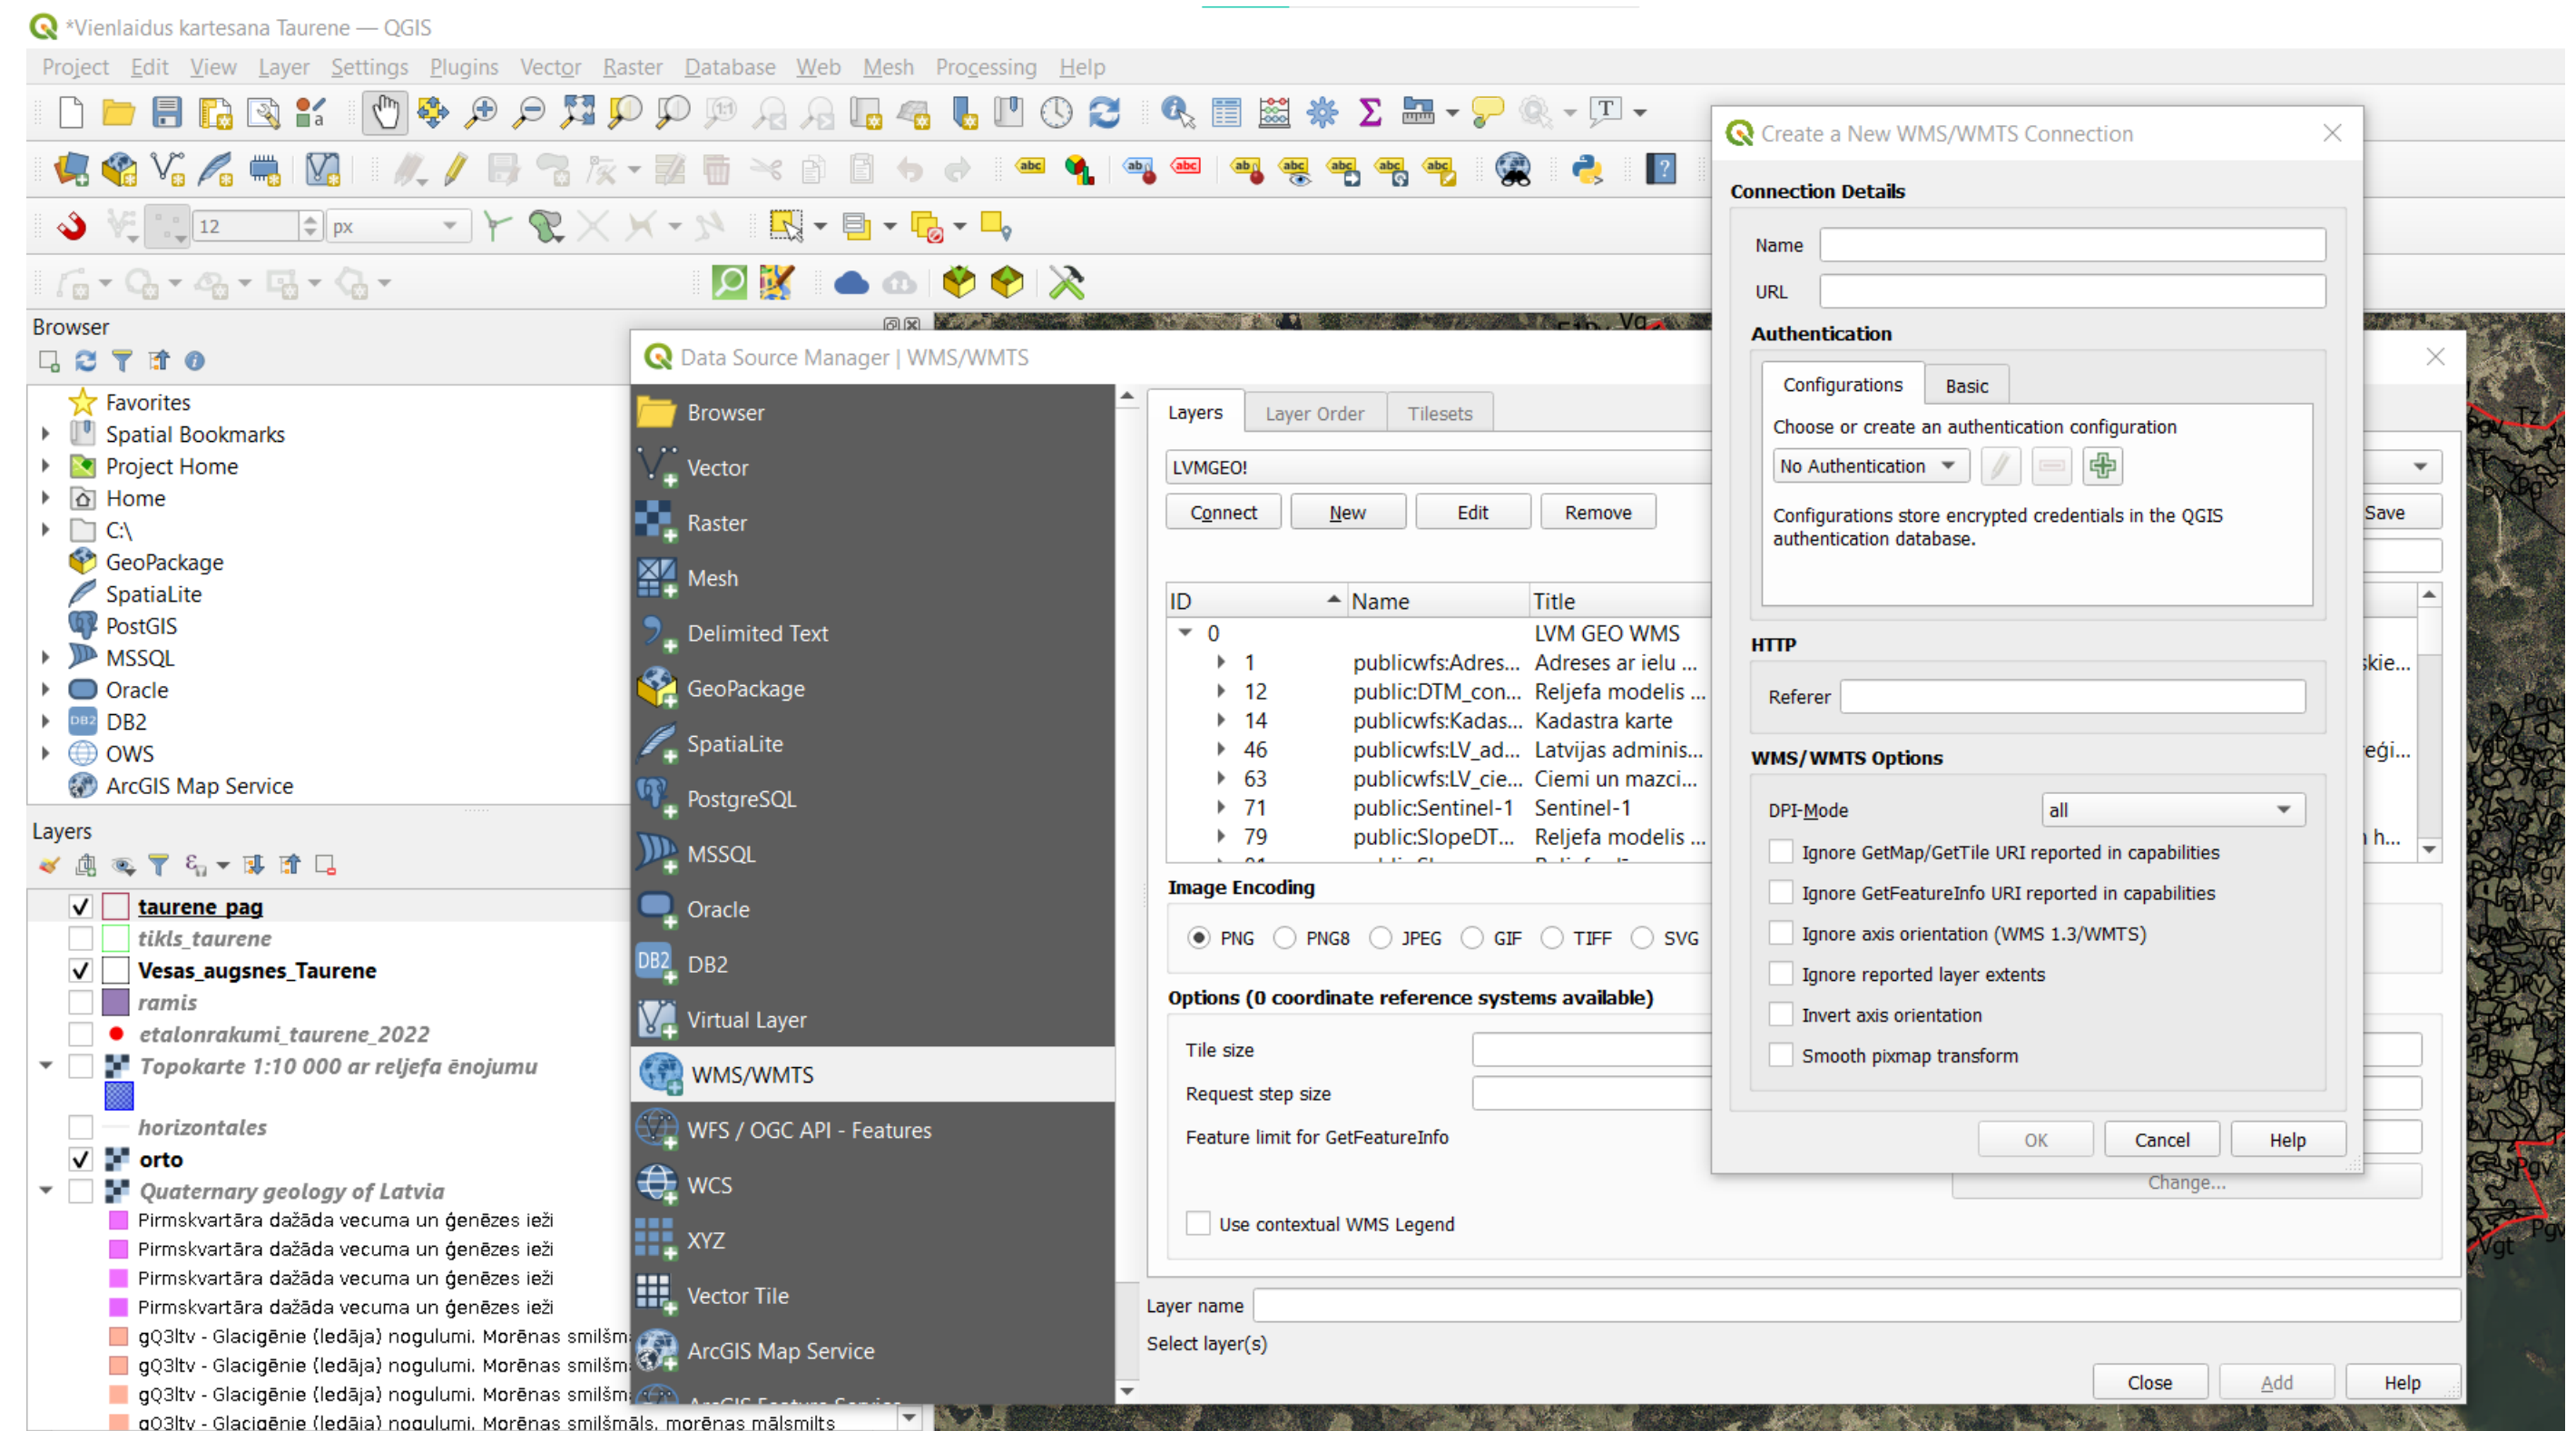 *Vienlaidus kartesana Taurene — QGIS
Project Edit View Layer Settings Plugins Vector Raster Database Web Mesh Processing Help
12 px
Browser
Favorites
Spatial Bookmarks
Project Home
Home
C:\
GeoPackage
SpatiaLite
PostGIS
MSSQL
Oracle
DB2
OWS
ArcGIS Map Service
Layers
taurene_pag
tikls_taurene
Vesas_augsnes_Taurene
ramis
etalonrakumi_taurene_2022
Topokarte 1:10 000 ar reljefa ēnojumu
horizontales
orto
Quaternary geology of Latvia
Pirmskvartāra dažāda vecuma un ģenēzes ieži
Pirmskvartāra dažāda vecuma un ģenēzes ieži
Pirmskvartāra dažāda vecuma un ģenēzes ieži
Pirmskvartāra dažāda vecuma un ģenēzes ieži
gQ3ltv - Glacigēnie (ledāja) nogulumi. Morēnas smilšm
gQ3ltv - Glacigēnie (ledāja) nogulumi. Morēnas smilšm
gQ3ltv - Glacigēnie (ledāja) nogulumi. Morēnas smilšm
gQ3ltv - Glacigēnie (ledāja) nogulumi. Morēnas smilšmāls, morēnas mālsmilts
Data Source Manager | WMS/WMTS
Browser
Vector
Raster
Mesh
Delimited Text
GeoPackage
SpatiaLite
PostgreSQL
MSSQL
Oracle
DB2
Virtual Layer
WMS/WMTS
WFS / OGC API - Features
WCS
XYZ
Vector Tile
ArcGIS Map Service
ArcGIS Feature Service
Layers Layer Order Tilesets
LVMGEO!
Connect New Edit Remove Save
ID Name Title
0 LVM GEO WMS
1 publicwfs:Adres... Adreses ar ielu ... skie...
12 public:DTM_con... Reljefa modelis ...
14 publicwfs:Kadas... Kadastra karte
46 publicwfs:LV_ad... Latvijas adminis... reģi...
63 publicwfs:LV_cie... Ciemi un mazci...
71 public:Sentinel-1 Sentinel-1
79 public:SlopeDT... Reljefa modelis ... h...
Image Encoding
PNG PNG8 JPEG GIF TIFF SVG
Options (0 coordinate reference systems available)
Tile size
Request step size
Feature limit for GetFeatureInfo
Change...
Use contextual WMS Legend
Layer name
Select layer(s)
Close Add Help
Create a New WMS/WMTS Connection
Connection Details
Name
URL
Authentication
Configurations Basic
Choose or create an authentication configuration
No Authentication
Configurations store encrypted credentials in the QGIS
authentication database.
HTTP
Referer
WMS/WMTS Options
DPI-Mode all
Ignore GetMap/GetTile URI reported in capabilities
Ignore GetFeatureInfo URI reported in capabilities
Ignore axis orientation (WMS 1.3/WMTS)
Ignore reported layer extents
Invert axis orientation
Smooth pixmap transform
OK Cancel Help
Tz
Vgt